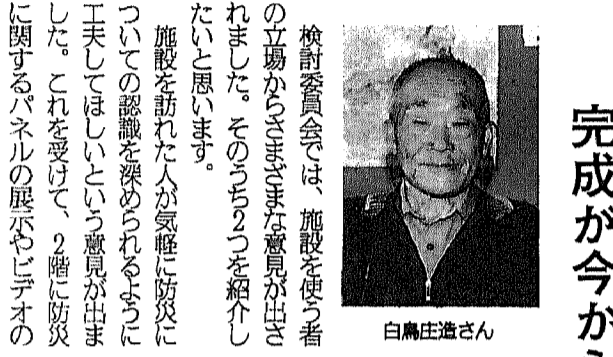 完成が今か
白鳥庄造さん
検討委員会では、施設を使う者
の立場からさまざまな意見が出さ
れました。そのうち2つを紹介し
たいと思います。
施設を訪れた人が気軽に防災に
ついての認識を深められるように
工夫してほしいという意見が出ま
した。これを受けて、2階に防災
に関するパネルの展示やビデオの